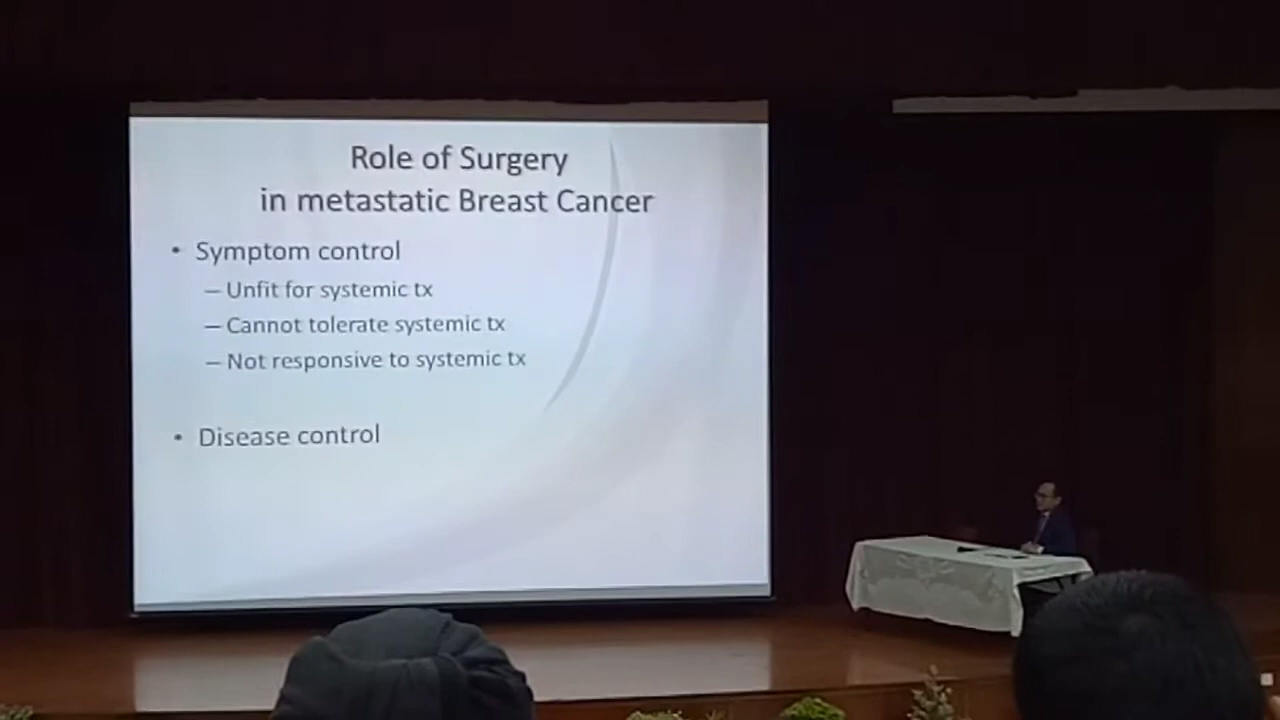 Role of Surgery
in metastatic Breast Cancer
• Symptom control
– Unfit for systemic tx
– Cannot tolerate systemic tx
– Not responsive to systemic tx
• Disease control